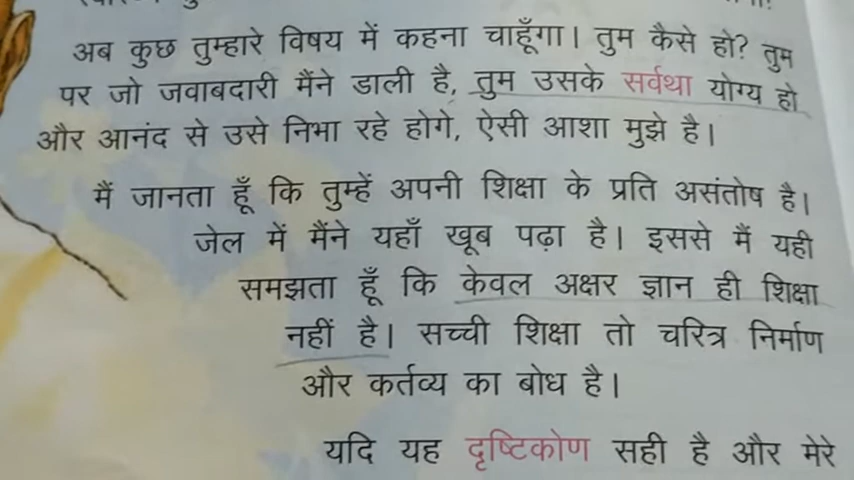 अब कुछ तुम्हारे विषय में कहना चाहूँगा। तुम कैसे हो? तुम
पर जो जवाबदारी मैंने डाली है, तुम उसके सर्वथा योग्य हो
और आनंद से उसे निभा रहे होगे, ऐसी आशा मुझे है।
मैं जानता हूँ कि तुम्हें अपनी शिक्षा के प्रति असंतोष है।
जेल में मैंने यहाँ खूब पढ़ा है। इससे मैं यही
समझता हूँ कि केवल अक्षर ज्ञान ही शिक्षा
नहीं है। सच्ची शिक्षा तो चरित्र निर्माण
और कर्तव्य का बोध है।
यदि यह दृष्टिकोण सही है और मेरे